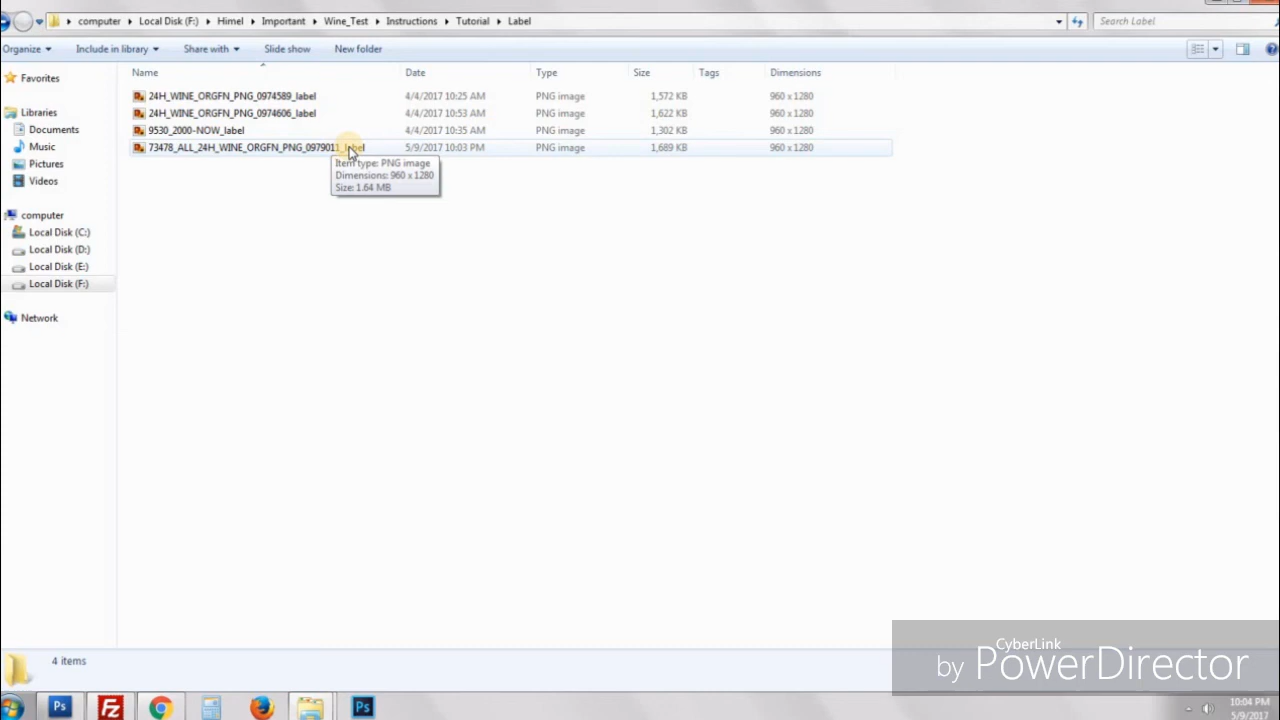 computer Local Disk (F:) Himel Important Wine_Test Instructions Tutorial Label Search Label
Organize Include in library Share with Slide show New folder
Name Date Type Size Tags Dimensions
Favorites
24H_WINE_ORGFN_PNG_0974589_label 4/4/2017 10:25 AM PNG image 1,572 KB 960 x 1280
24H_WINE_ORGFN_PNG_0974606_label 4/4/2017 10:53 AM PNG image 1,622 KB 960 x 1280
9530_2000-NOW_label 4/4/2017 10:35 AM PNG image 1,302 KB 960 x 1280
73478_ALL_24H_WINE_ORGFN_PNG_0979011_label 5/9/2017 10:03 PM PNG image 1,689 KB 960 x 1280
Item type: PNG image
Dimensions: 960 x 1280
Size: 1.64 MB
Libraries
Documents
Music
Pictures
Videos
computer
Local Disk (C:)
Local Disk (D:)
Local Disk (E:)
Local Disk (F:)
Network
4 items
CyberLink
by PowerDirector
Ps Fz Ps
10:04 PM
5/9/2017